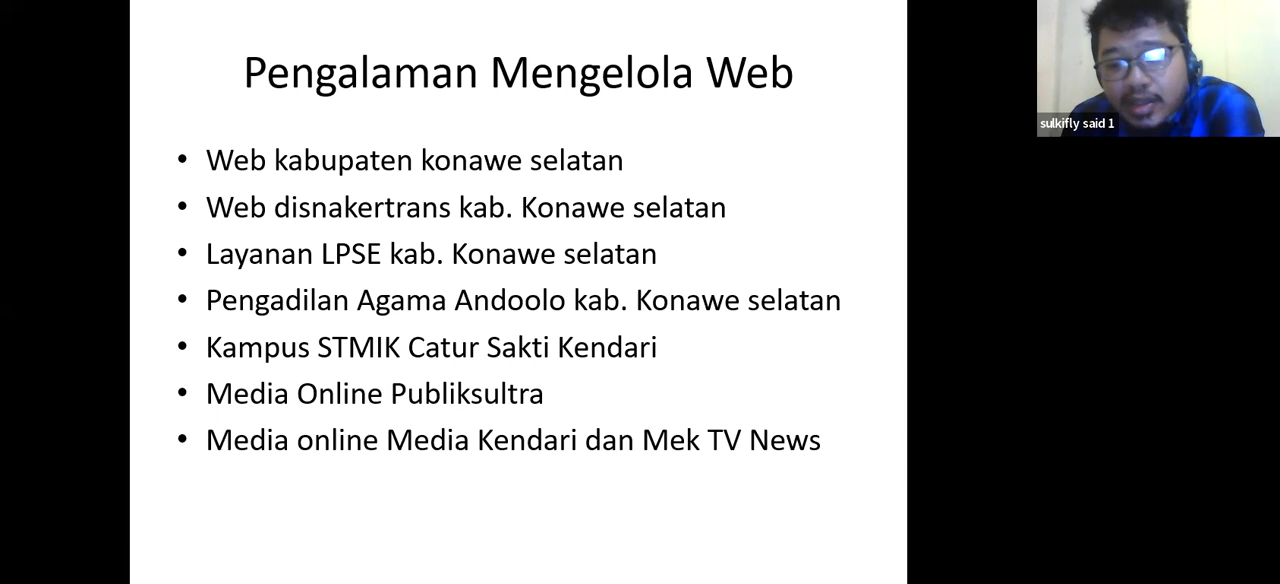 Pengalaman Mengelola Web
• Web kabupaten konawe selatan
• Web disnakertrans kab. Konawe selatan
• Layanan LPSE kab. Konawe selatan
• Pengadilan Agama Andoolo kab. Konawe selatan
• Kampus STMIK Catur Sakti Kendari
• Media Online Publiksultra
• Media online Media Kendari dan Mek TV News
sulkifly said 1